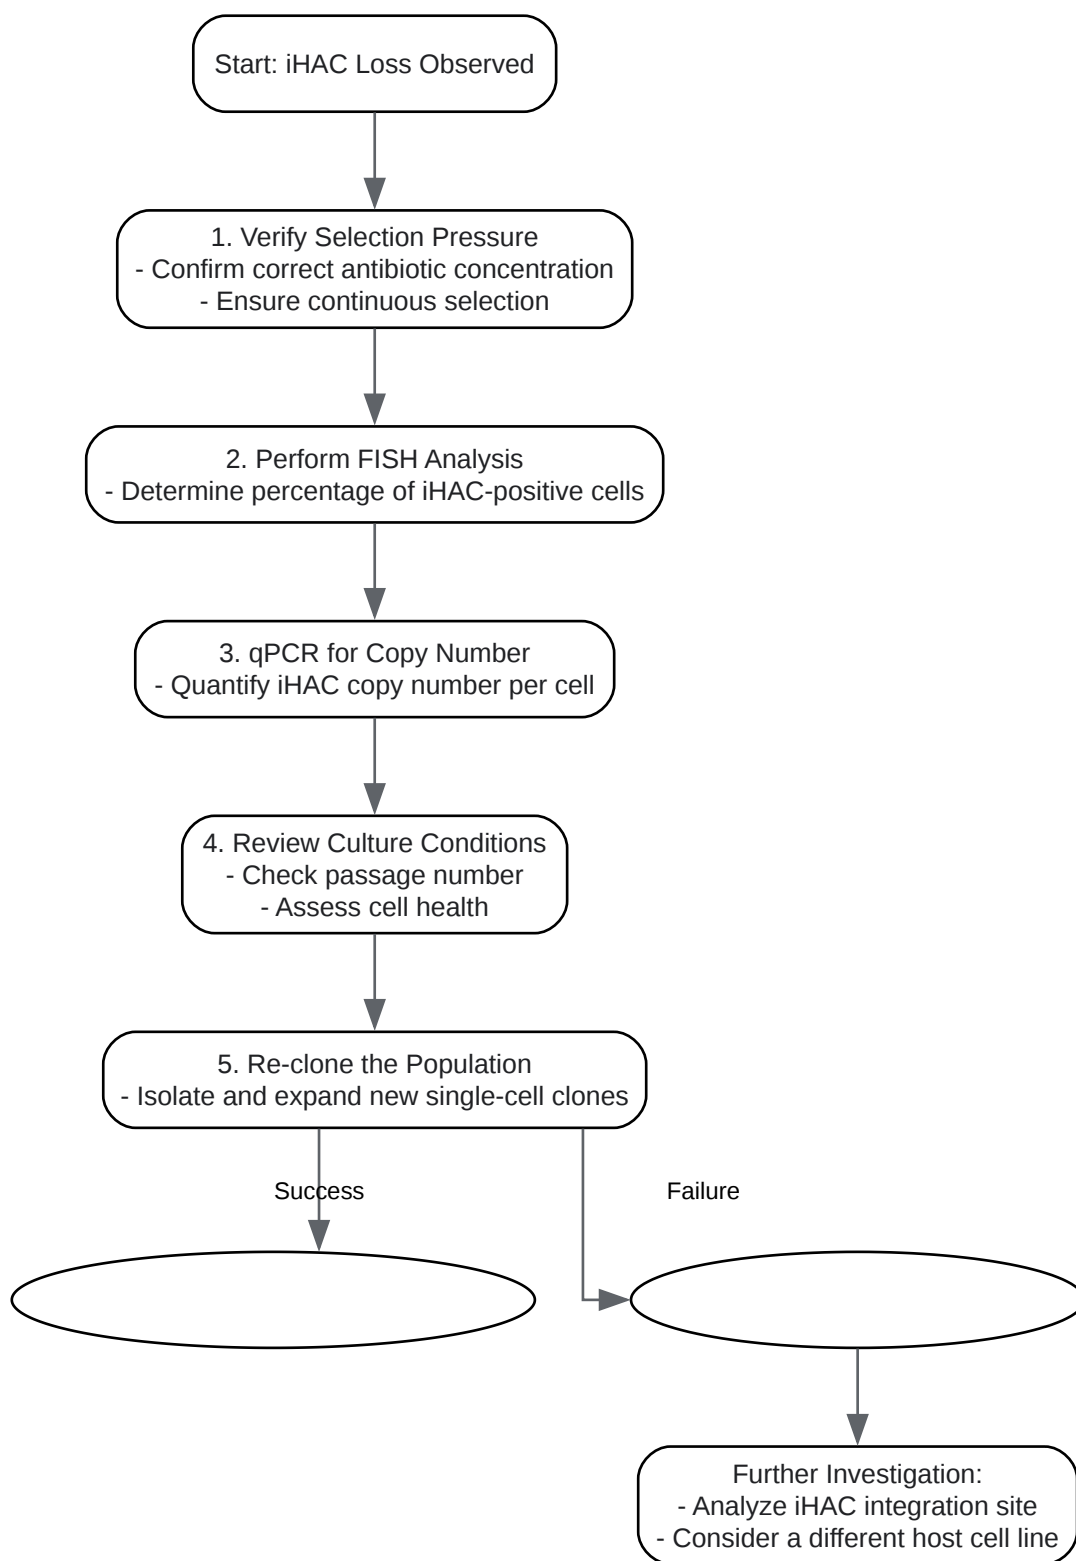 Start: iHAC Loss Observed
1. Verify Selection Pressure
- Confirm correct antibiotic concentration
- Ensure continuous selection
2. Perform FISH Analysis
- Determine percentage of iHAC-positive cells
3. qPCR for Copy Number
- Quantify iHAC copy number per cell
4. Review Culture Conditions
- Check passage number
- Assess cell health
5. Re-clone the Population
- Isolate and expand new single-cell clones
Success
Failure
Further Investigation:
- Analyze iHAC integration site
- Consider a different host cell line